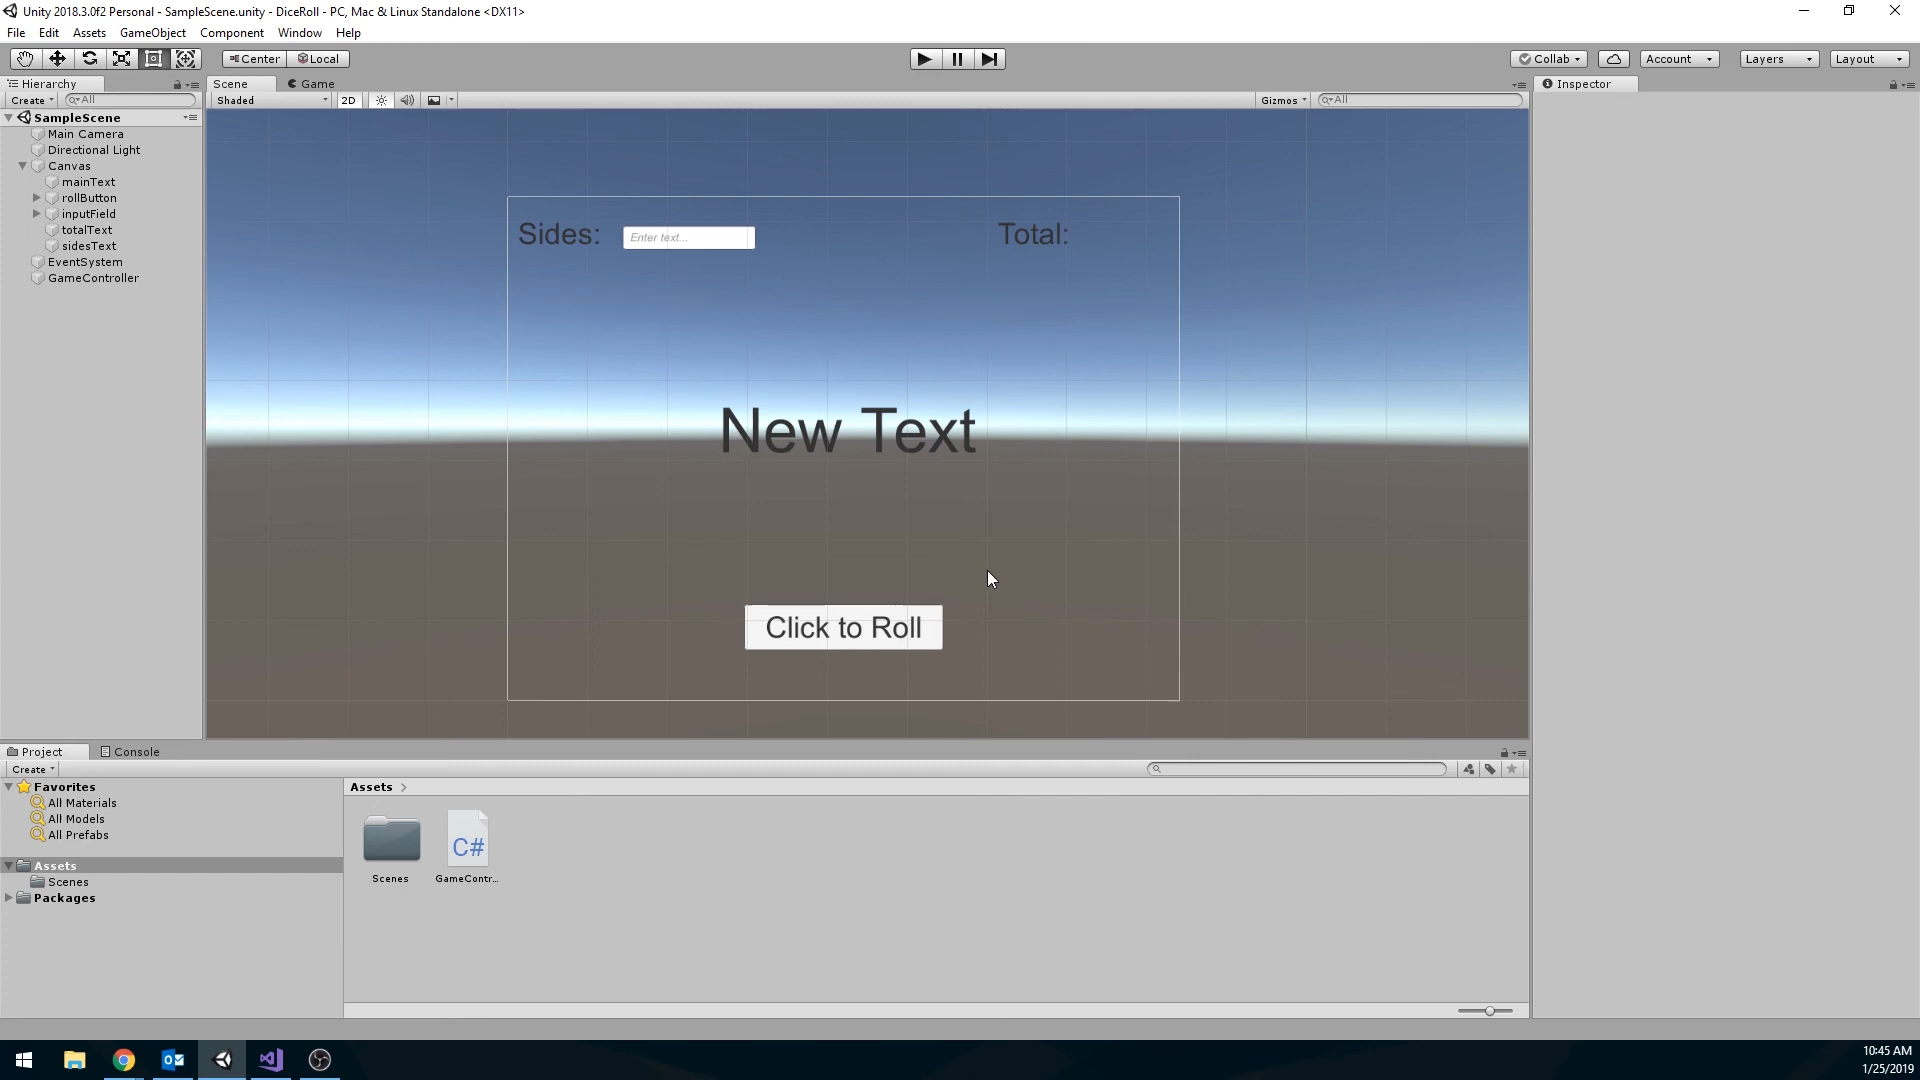 Unity 2018.3.0f2 Personal - SampleScene.unity - DiceRoll - PC, Mac & Linux Standalone <DX11>
File Edit Assets GameObject Component Window Help
Center Local Collab Account Layers Layout
Hierarchy Scene Game Inspector
Create All Shaded 2D Gizmos All
SampleScene
Main Camera
Directional Light
Canvas
mainText
rollButton
inputField
totalText
sidesText
EventSystem
GameController
Sides: Enter text... Total:
New Text
Click to Roll
Project Console
Create
Favorites
All Materials
All Models
All Prefabs
Assets
Scenes
Packages
Assets
C#
Scenes GameContr...
10:45 AM
1/25/2019